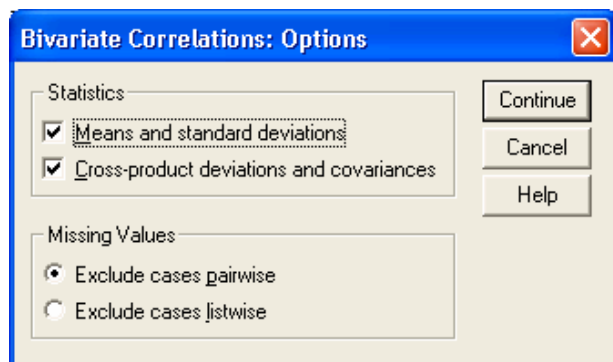 Bivariate Correlations: Options
Statistics
Means and standard deviations
Cross-product deviations and covariances
Missing Values
Exclude cases pairwise
Exclude cases listwise
Continue
Cancel
Help